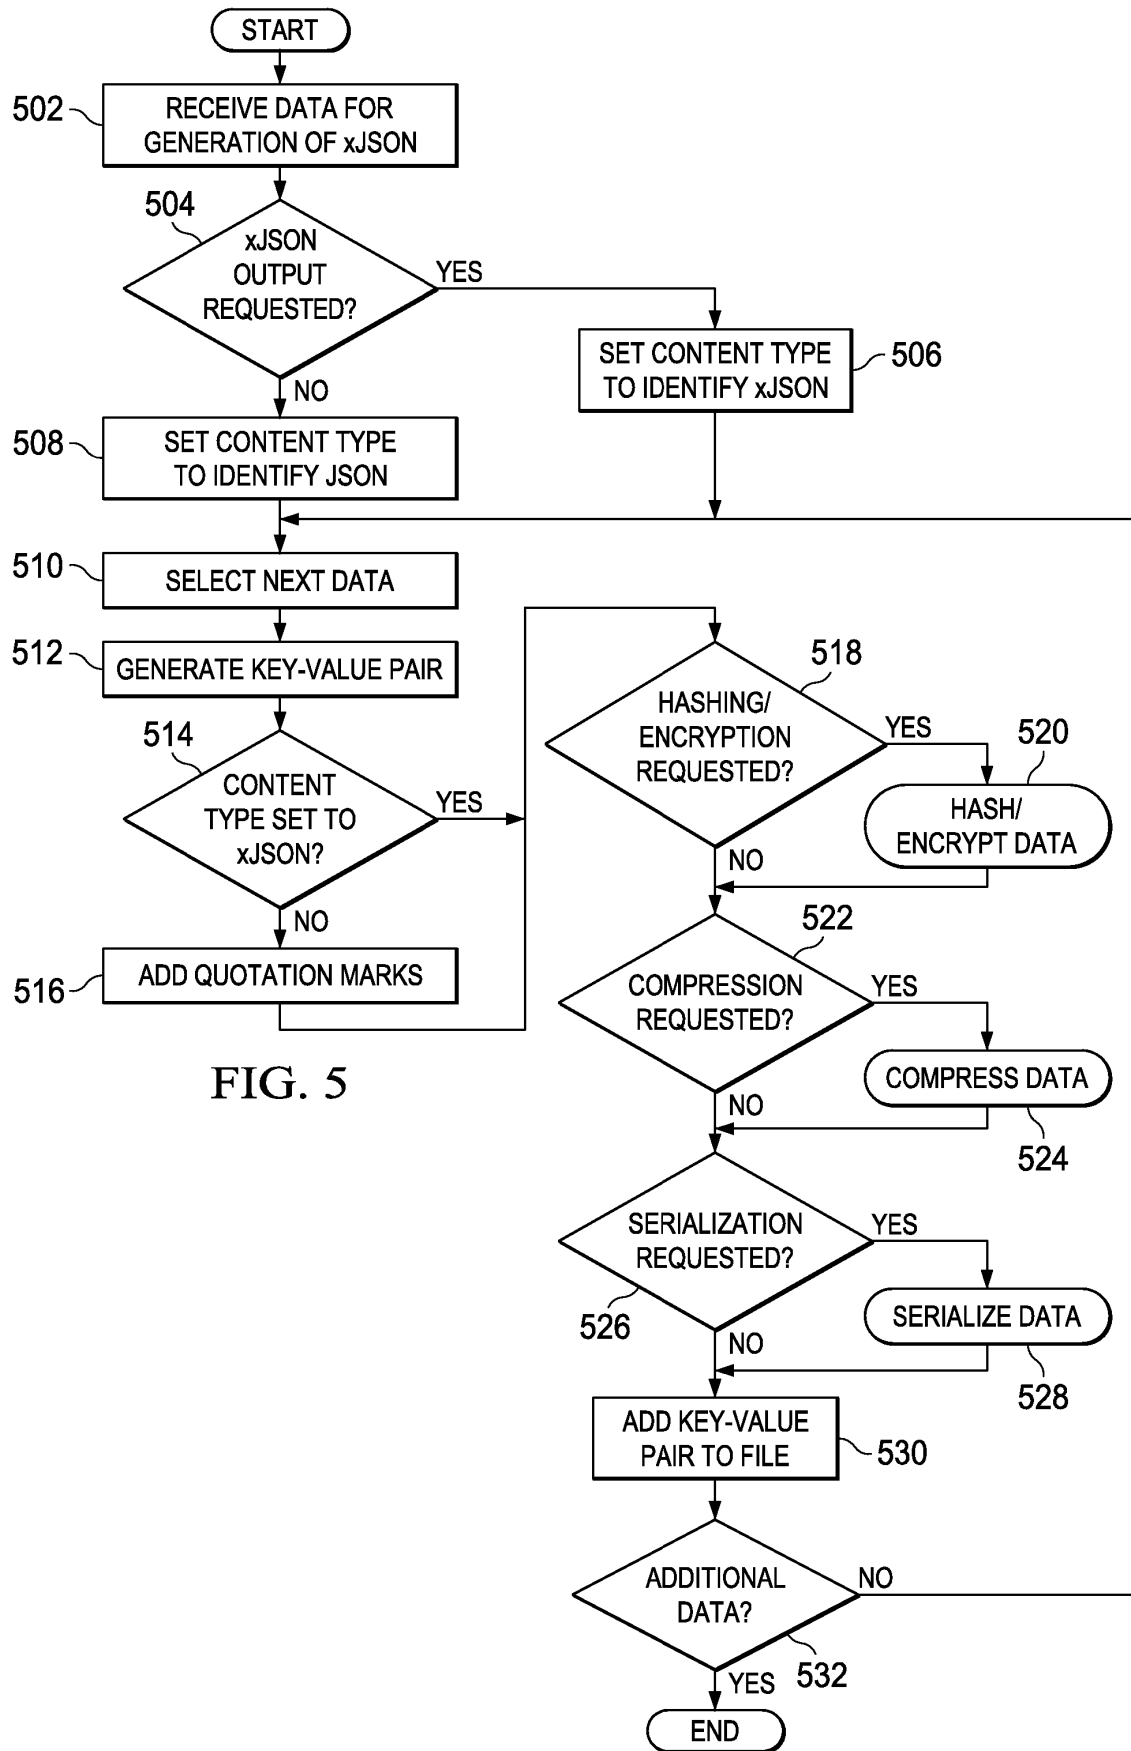 START
502
RECEIVE DATA FOR
GENERATION OF xJSON
504
xJSON
OUTPUT
REQUESTED?
YES
NO
SET CONTENT TYPE
TO IDENTIFY xJSON
506
508
SET CONTENT TYPE
TO IDENTIFY JSON
510
SELECT NEXT DATA
512
GENERATE KEY-VALUE PAIR
514
CONTENT
TYPE SET TO
xJSON?
YES
NO
516
ADD QUOTATION MARKS
518
HASHING/
ENCRYPTION
REQUESTED?
YES
NO
520
HASH/
ENCRYPT DATA
522
COMPRESSION
REQUESTED?
YES
NO
COMPRESS DATA
524
SERIALIZATION
REQUESTED?
YES
NO
526
SERIALIZE DATA
528
ADD KEY-VALUE
PAIR TO FILE
530
ADDITIONAL
DATA?
NO
YES
532
END
FIG. 5